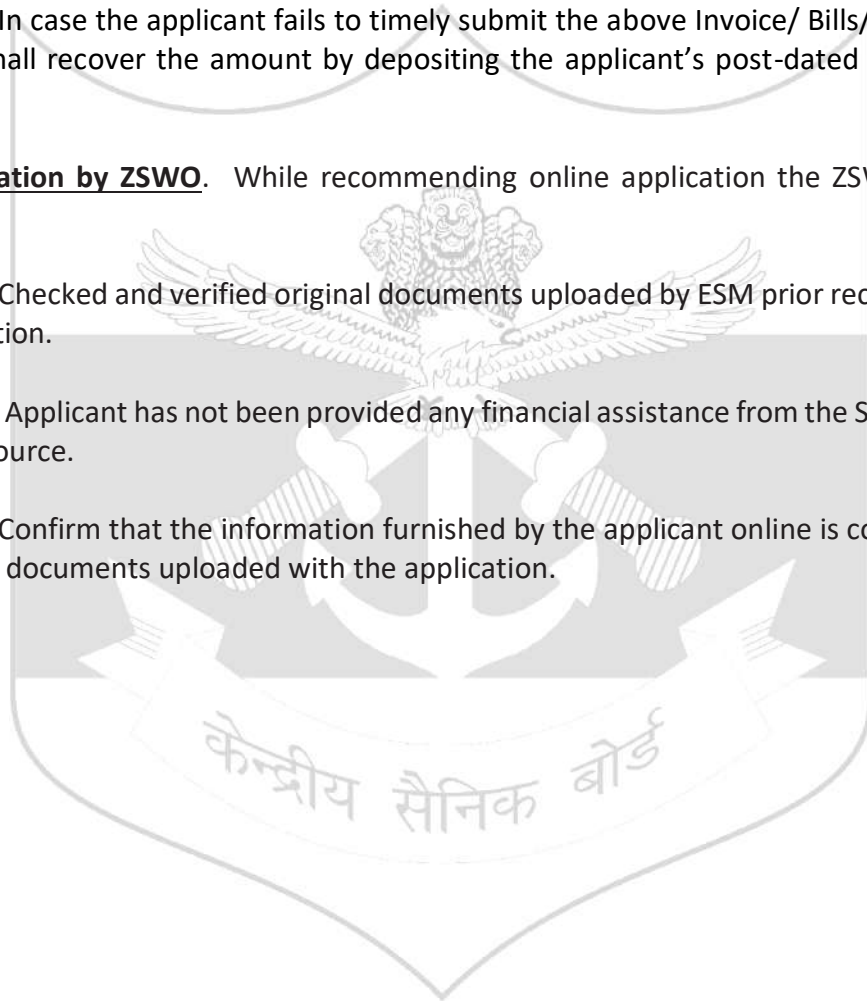 In case the applicant fails to timely submit the above Invoice/ Bills/
hall recover the amount by depositing the applicant’s post-dated
ation by ZSWO. While recommending online application the ZSW
Checked and verified original documents uploaded by ESM prior rec
tion.
Applicant has not been provided any financial assistance from the S
ource.
Confirm that the information furnished by the applicant online is co
documents uploaded with the application.
केन्द्रीय सैनिक बोर्ड